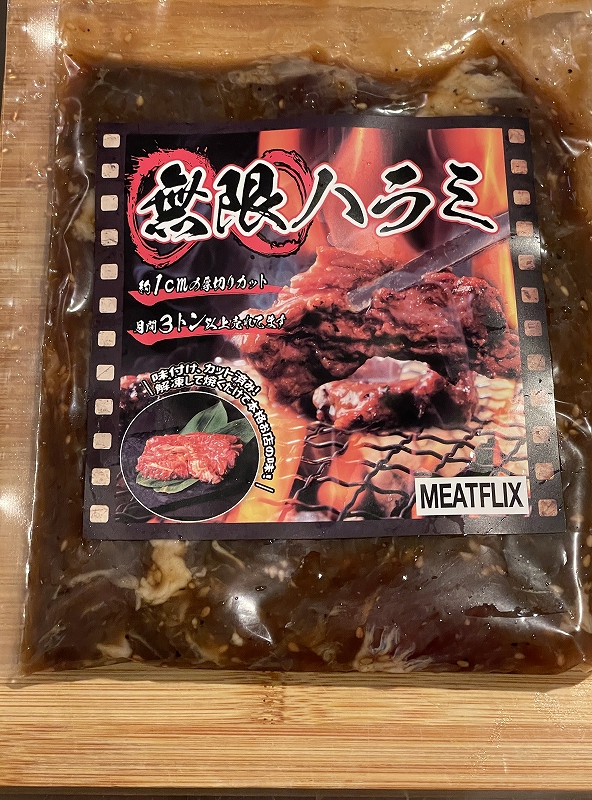 無限ハラミ
約1cmの厚切りカット
月間3トン以上売れてます
味付け、カット済み!
解凍して焼くだけで本格お店の味!
MEATFLIX